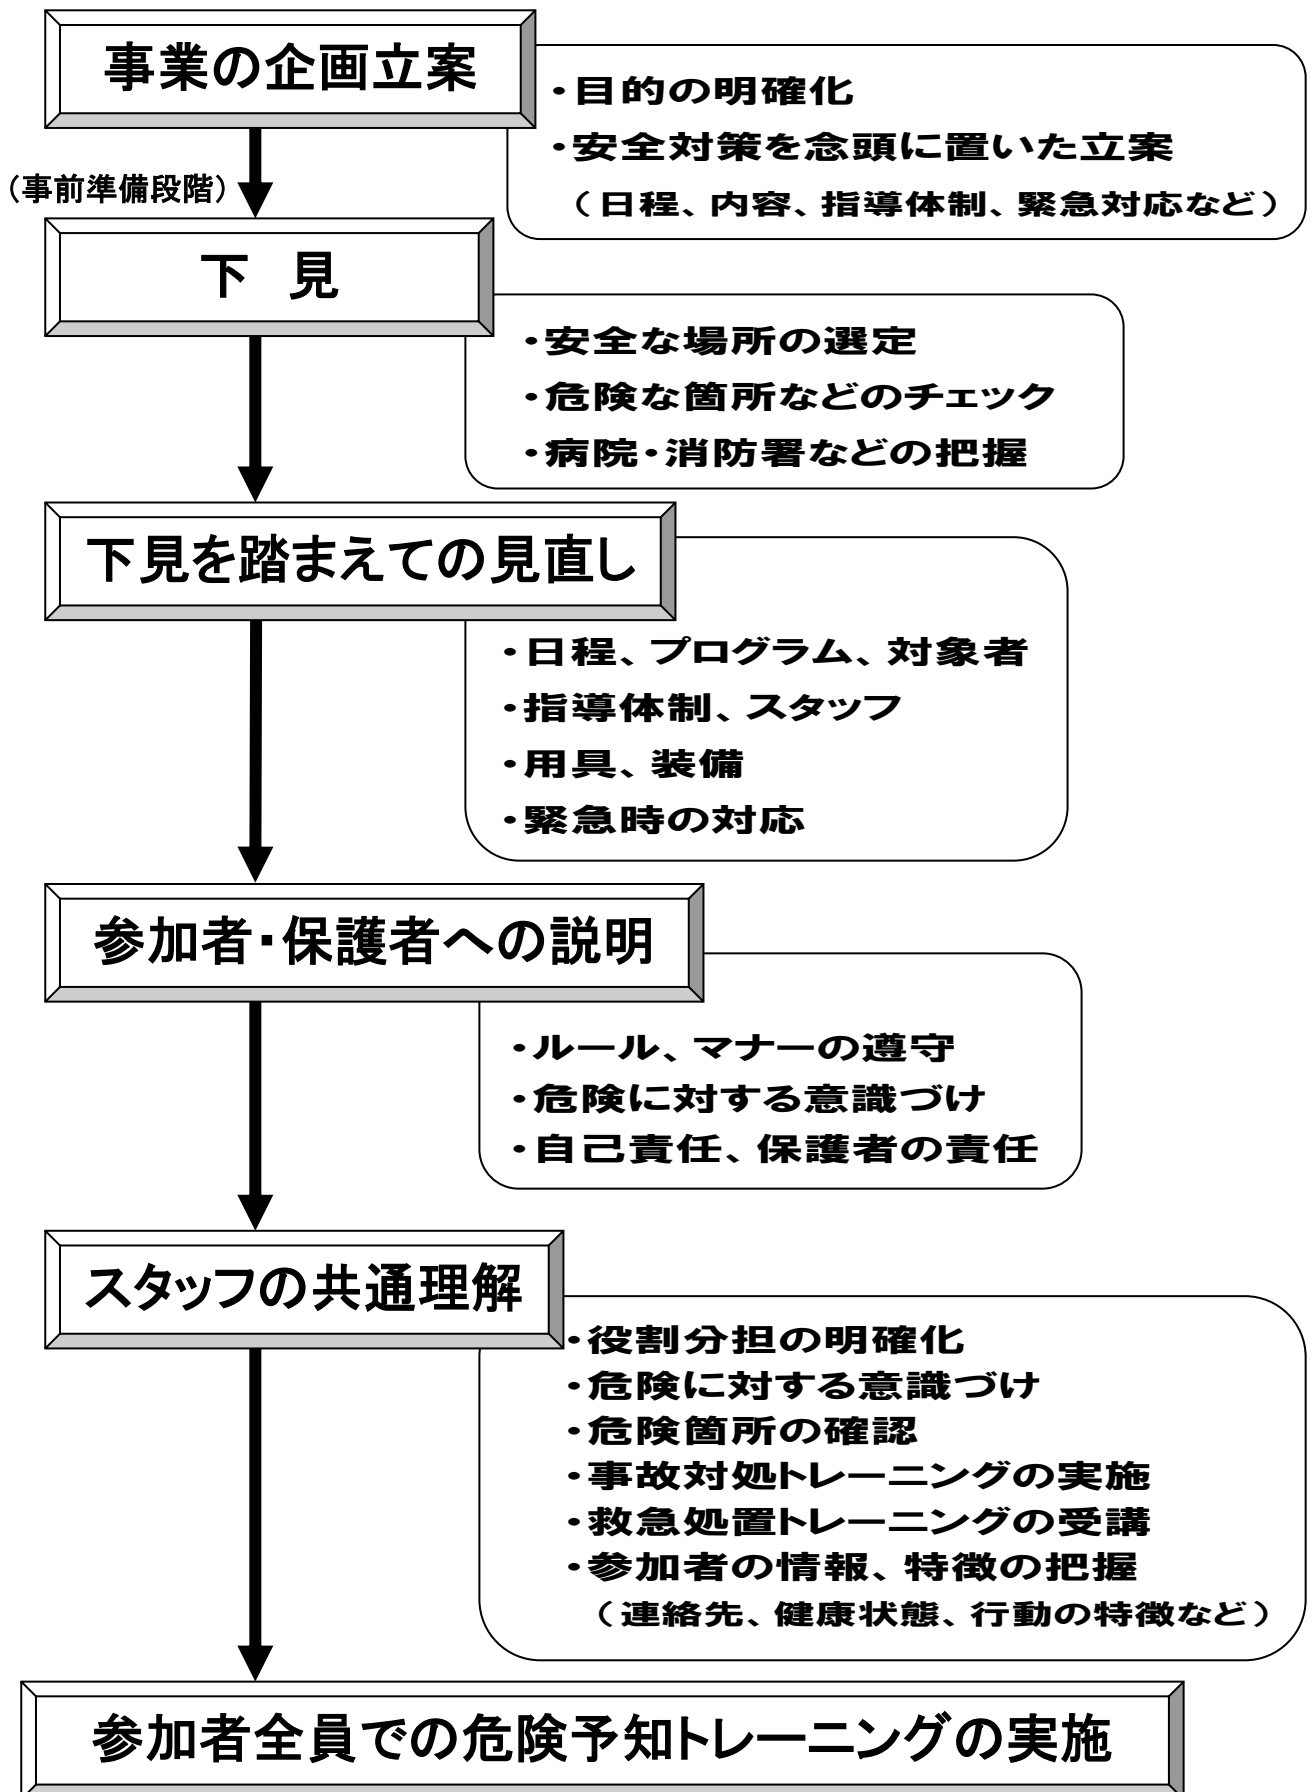 事業の企画立案
・目的の明確化
・安全対策を念頭に置いた立案
（日程、内容、指導体制、緊急対応など）
（事前準備段階）
下　見
・安全な場所の選定
・危険な箇所などのチェック
・病院・消防署などの把握
下見を踏まえての見直し
・日程、プログラム、対象者
・指導体制、スタッフ
・用具、装備
・緊急時の対応
参加者・保護者への説明
・ルール、マナーの遵守
・危険に対する意識づけ
・自己責任、保護者の責任
スタッフの共通理解
・役割分担の明確化
・危険に対する意識づけ
・危険箇所の確認
・事故対処トレーニングの実施
・救急処置トレーニングの受講
・参加者の情報、特徴の把握
（連絡先、健康状態、行動の特徴など）
参加者全員での危険予知トレーニングの実施